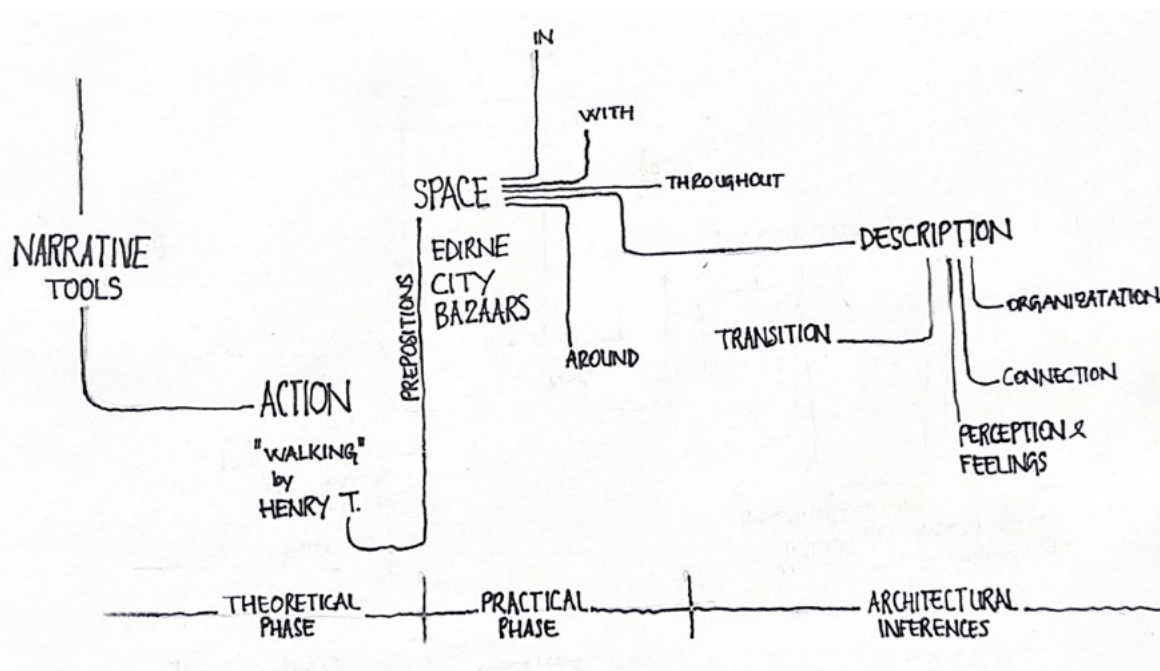 IN
WITH
THROUGHOUT
SPACE
EDIRNE
CITY
BAZAARS
PREPOSITIONS
AROUND
NARRATIVE
TOOLS
ACTION
"WALKING"
by
HENRY T.
DESCRIPTION
ORGANIZATATION
TRANSITION
CONNECTION
PERCEPTION &
FEELINGS
THEORETICAL
PHASE
PRACTICAL
PHASE
ARCHITECTURAL
INFERENCES